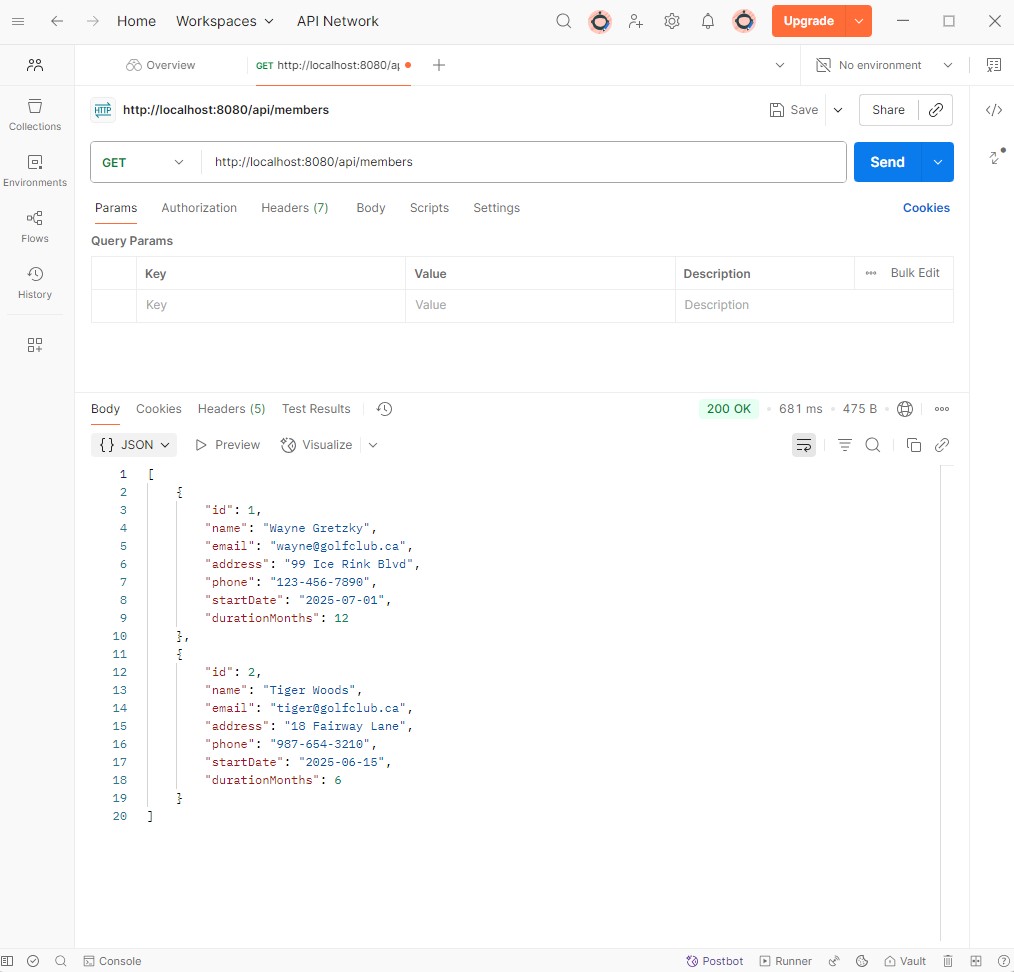 Home Workspaces API Network Upgrade
Overview GET http://localhost:8080/ap No environment
HTTP http://localhost:8080/api/members Save Share
GET http://localhost:8080/api/members Send
Params Authorization Headers (7) Body Scripts Settings Cookies
Query Params
Key Value Description Bulk Edit
Key Value Description
Collections
Environments
Flows
History
Body Cookies Headers (5) Test Results 200 OK 681 ms 475 B
{} JSON Preview Visualize
1 [
2 {
3 "id": 1,
4 "name": "Wayne Gretzky",
5 "email": "wayne@golfclub.ca",
6 "address": "99 Ice Rink Blvd",
7 "phone": "123-456-7890",
8 "startDate": "2025-07-01",
9 "durationMonths": 12
10 },
11 {
12 "id": 2,
13 "name": "Tiger Woods",
14 "email": "tiger@golfclub.ca",
15 "address": "18 Fairway Lane",
16 "phone": "987-654-3210",
17 "startDate": "2025-06-15",
18 "durationMonths": 6
19 }
20 ]
Console Postbot Runner Vault